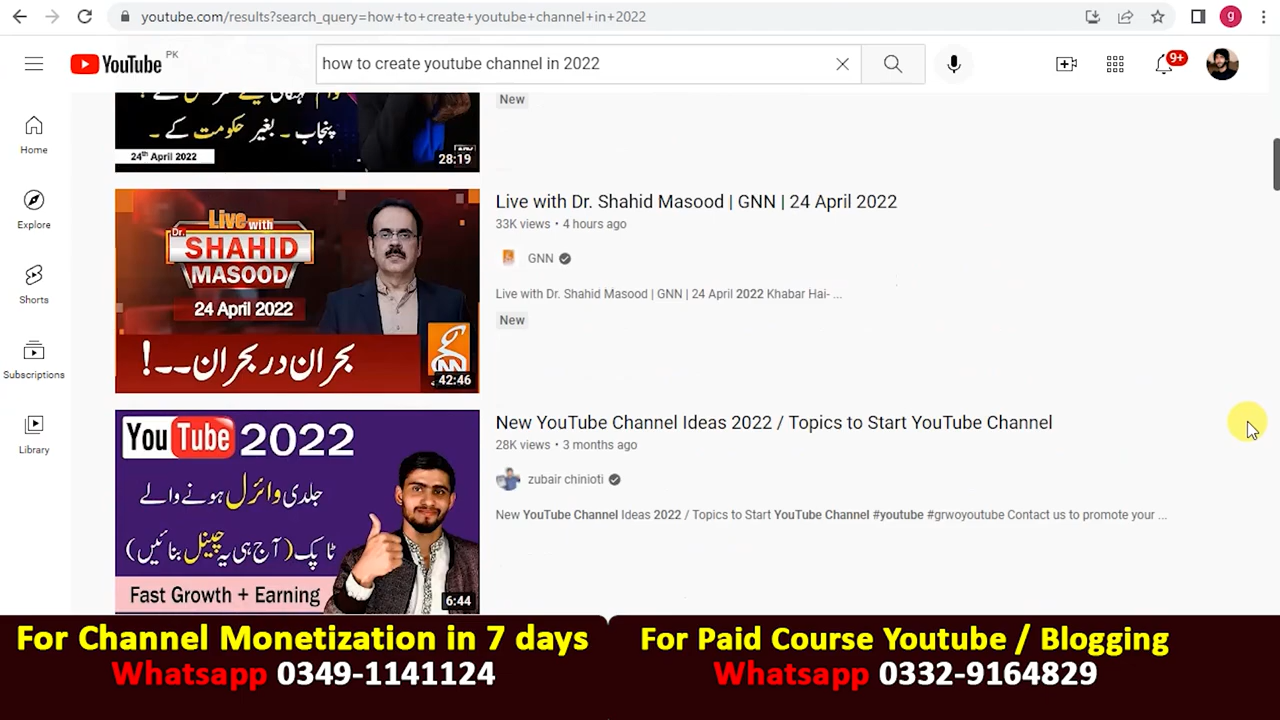 youtube.com/results?search_query=how+to+create+youtube+channel+in+2022
g
YouTube PK
how to create youtube channel in 2022
9+
Home
Explore
Shorts
Subscriptions
Library
پنجاب ۔ بغیر حکومت کے ۔
24th April 2022
28:19
New
Live with
Dr. SHAHID
MASOOD
24 April 2022
بحران در بحران ۔۔۔!
GNN
42:46
Live with Dr. Shahid Masood | GNN | 24 April 2022
33K views • 4 hours ago
GNN
Live with Dr. Shahid Masood | GNN | 24 April 2022 Khabar Hai- ...
New
YouTube 2022
جلدی وائرل ہونے والے
ٹاپک (آج ہی یہ چینل بنائیں)
Fast Growth + Earning
6:44
New YouTube Channel Ideas 2022 / Topics to Start YouTube Channel
28K views • 3 months ago
zubair chinioti
New YouTube Channel Ideas 2022 / Topics to Start YouTube Channel #youtube #grwoyoutube Contact us to promote your ...
For Channel Monetization in 7 days
Whatsapp 0349-1141124
For Paid Course Youtube / Blogging
Whatsapp 0332-9164829